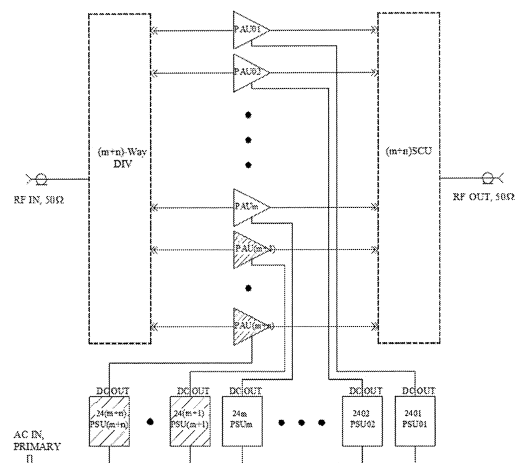 PAU01
PAU02
(m+n)-Way
DIV
(m+n)SCU
RF IN, 50Ω
RF OUT, 50Ω
PAUm
PAU(m+1)
PAU(m+n)
DC OUT
DC OUT
DC OUT
DC OUT
DC OUT
24(m+n)
PSU(m+n)
24(m+1)
PSU(m+1)
24m
PSUm
2402
PSU02
2401
PSU01
AC IN,
PRIMARY